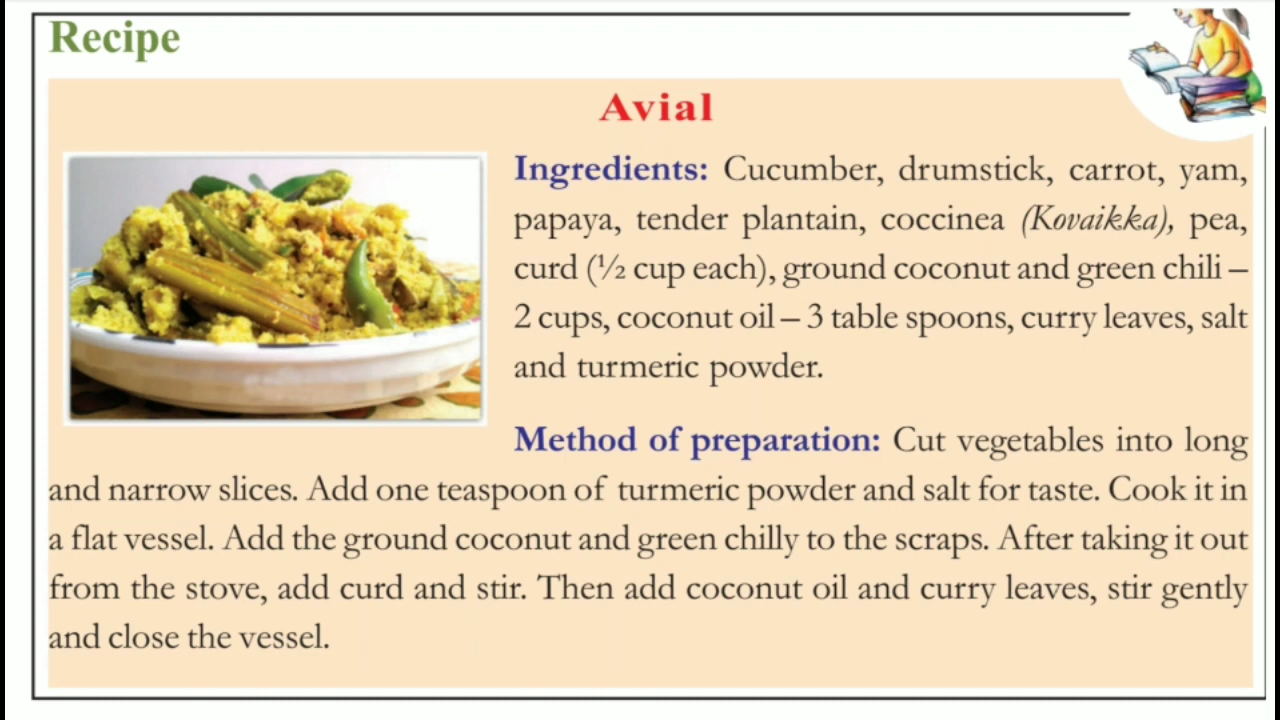 Recipe
Avial
Ingredients: Cucumber, drumstick, carrot, yam,
papaya, tender plantain, coccinea (Kovaikka), pea,
curd (½ cup each), ground coconut and green chili –
2 cups, coconut oil – 3 table spoons, curry leaves, salt
and turmeric powder.
Method of preparation: Cut vegetables into long
and narrow slices. Add one teaspoon of turmeric powder and salt for taste. Cook it in
a flat vessel. Add the ground coconut and green chilly to the scraps. After taking it out
from the stove, add curd and stir. Then add coconut oil and curry leaves, stir gently
and close the vessel.